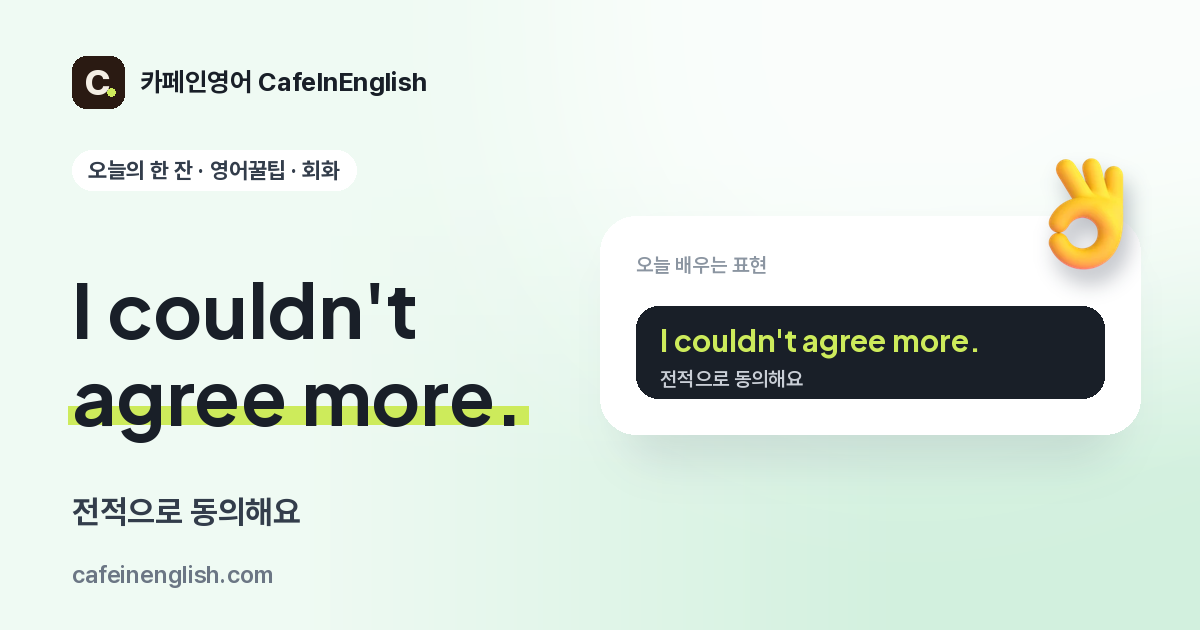 C
카페인영어 CafeInEnglish
오늘의 한 잔 · 영어꿀팁 · 회화
I couldn't
agree more.
전적으로 동의해요
cafeinenglish.com
오늘 배우는 표현
I couldn't agree more.
전적으로 동의해요